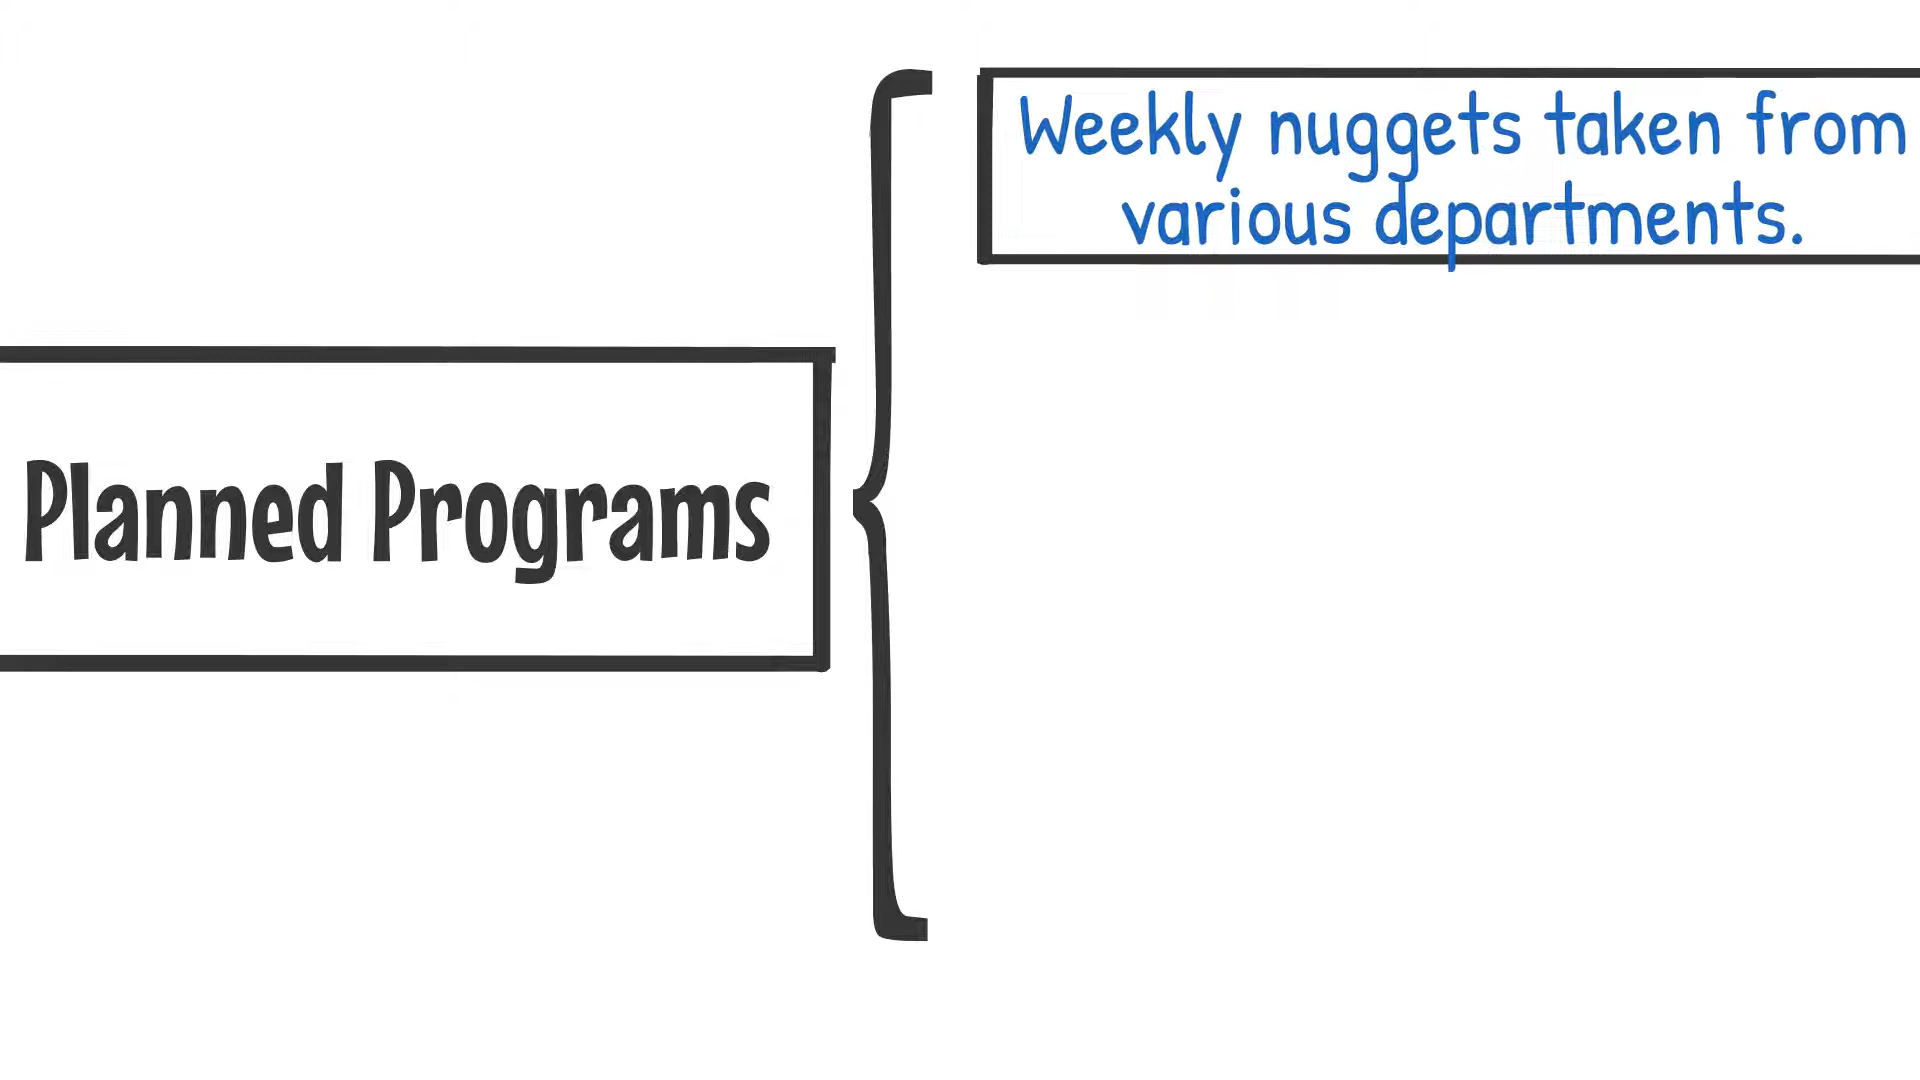 Weekly nuggets taken from
various departments.
Planned Programs